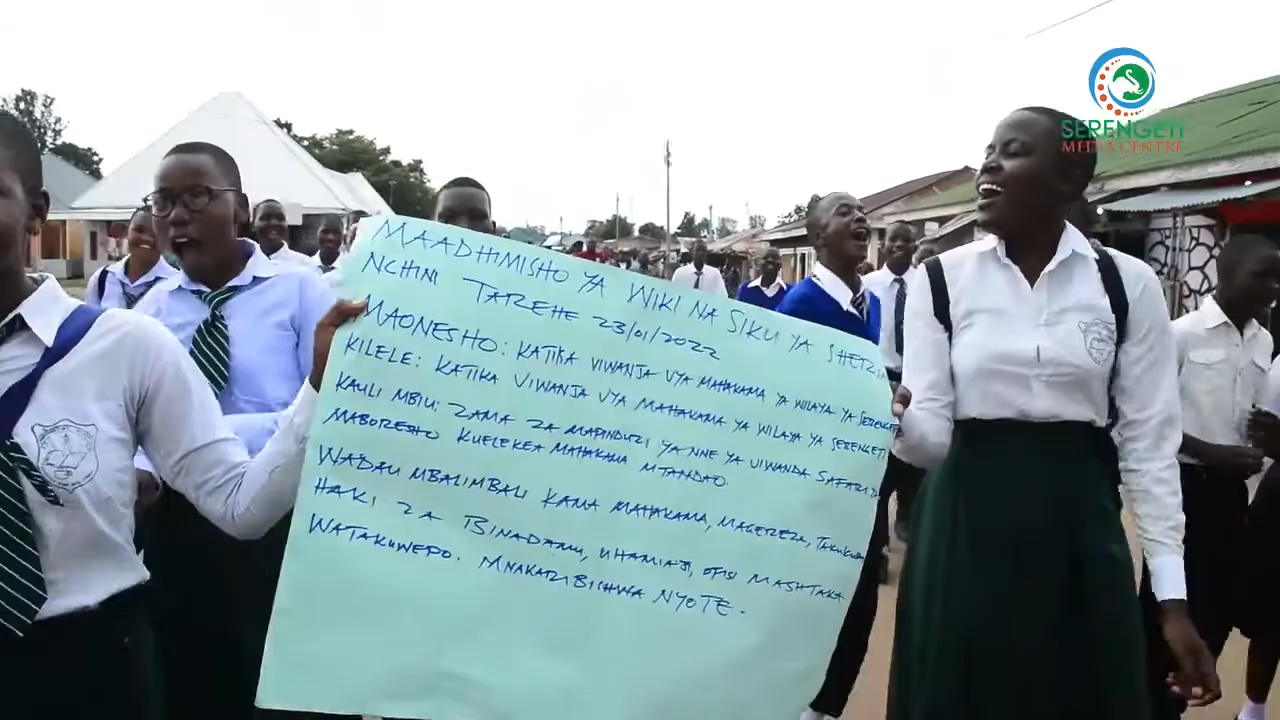 SERENGETI
MEDIA CENTRE
MAADHIMISHO YA WIKI NA SIKU YA SHERIA
NCHINI TAREHE 23/01/2022
MAONESHO: KATIKA VIWANJA VYA MAHAKAMA YA WILAYA YA SERENGETI
KILELE: KATIKA VIWANJA VYA MAHAKAMA YA WILAYA YA SERENGETI
KAULI MBIU: ZAMA ZA MAPINDUZI YA NNE YA VIWANDA SAFARI YA
MABORESHO KUELEKEA MAHAKAMA MTANDAO
WADAU MBALIMBALI KAMA MAHAKAMA, MAGEREZA, TAKUKURU
HAKI ZA BINADAMU, UHAMIAJI, OFISI MASHTAKA
WATAKUWEPO. MNAKARIBISHWA NYOTE.